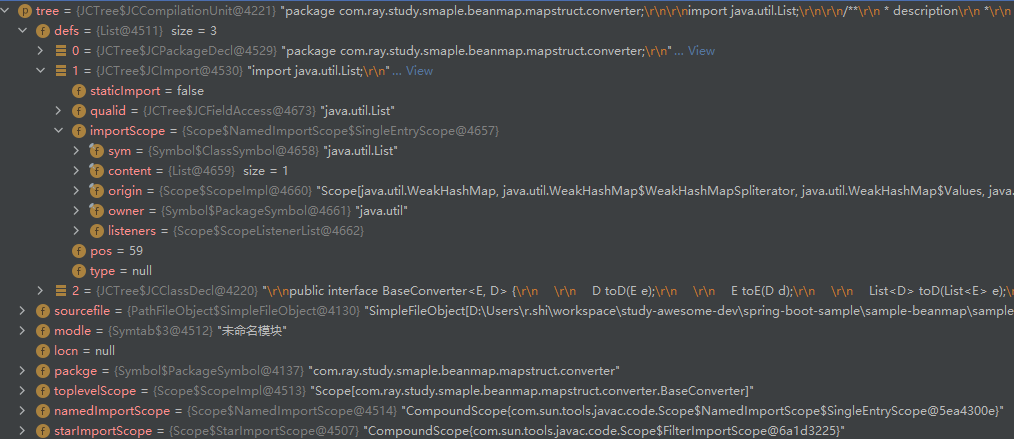 tree = {JCTree$JCCompilationUnit@4221} "package com.ray.study.smaple.beanmap.mapstruct.converter;\r\n\r\nimport java.util.List;\r\n\r\n/**\r\n * description\r\n *\r\n
defs = {List@4511} size = 3
0 = {JCTree$JCPackageDecl@4529} "package com.ray.study.smaple.beanmap.mapstruct.converter;\r\n" ... View
1 = {JCTree$JCImport@4530} "import java.util.List;\r\n" ... View
staticImport = false
qualid = {JCTree$JCFieldAccess@4673} "java.util.List"
importScope = {Scope$NamedImportScope$SingleEntryScope@4657}
sym = {Symbol$ClassSymbol@4658} "java.util.List"
content = {List@4659} size = 1
origin = {Scope$ScopeImpl@4660} "Scope[java.util.WeakHashMap, java.util.WeakHashMap$WeakHashMapSpliterator, java.util.WeakHashMap$Values, java.
owner = {Symbol$PackageSymbol@4661} "java.util"
listeners = {Scope$ScopeListenerList@4662}
pos = 59
type = null
2 = {JCTree$JCClassDecl@4220} "\r\npublic interface BaseConverter<E, D> {\r\n    \r\n    D toD(E e);\r\n    \r\n    E toE(D d);\r\n    \r\n    List<D> toD(List<E> e);\r\n
sourcefile = {PathFileObject$SimpleFileObject@4130} "SimpleFileObject[D:\Users\r.shi\workspace\study-awesome-dev\spring-boot-sample\sample-beanmap\sample
modle = {Symtab$3@4512} "未命名模块"
locn = null
packge = {Symbol$PackageSymbol@4137} "com.ray.study.smaple.beanmap.mapstruct.converter"
toplevelScope = {Scope$ScopeImpl@4513} "Scope[com.ray.study.smaple.beanmap.mapstruct.converter.BaseConverter]"
namedImportScope = {Scope$NamedImportScope@4514} "CompoundScope{com.sun.tools.javac.code.Scope$NamedImportScope$SingleEntryScope@5ea4300e}"
starImportScope = {Scope$StarImportScope@4507} "CompoundScope{com.sun.tools.javac.code.Scope$FilterImportScope@6a1d3225}"